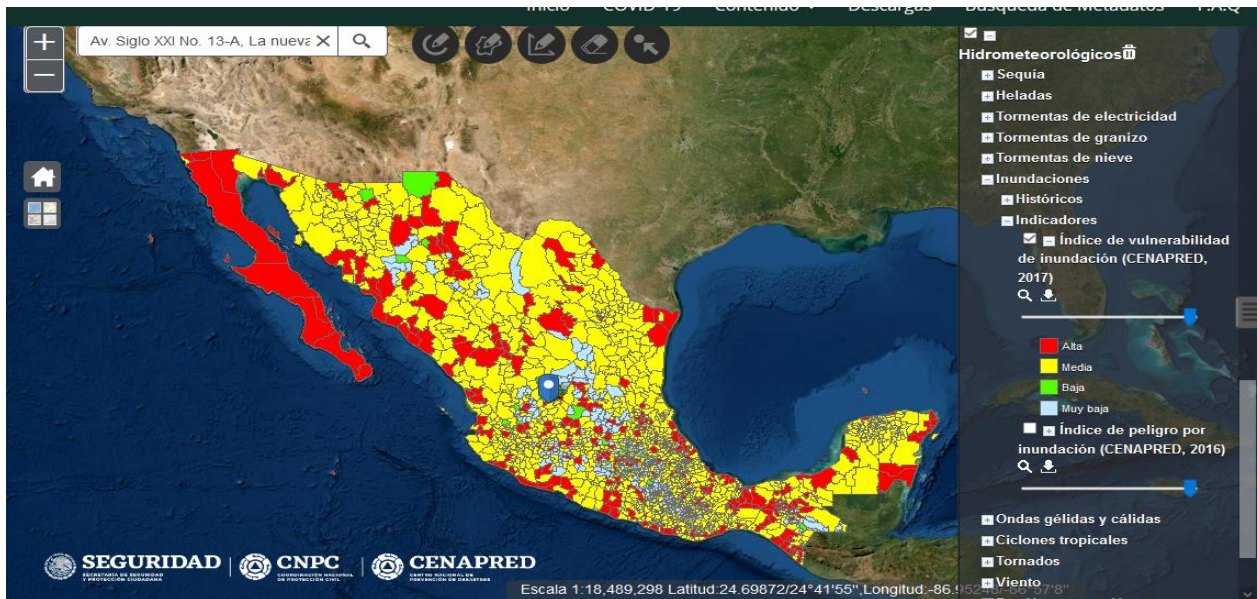 Inicio COVID-19 Contenido Descargas Búsqueda de Metadatos F.A.Q
+
−
Av. Siglo XXI No. 13-A, La nueva
Hidrometeorológicos
Sequía
Heladas
Tormentas de electricidad
Tormentas de granizo
Tormentas de nieve
Inundaciones
Históricos
Indicadores
Índice de vulnerabilidad
de inundación (CENAPRED,
2017)
Alta
Media
Baja
Muy baja
Índice de peligro por
inundación (CENAPRED, 2016)
Ondas gélidas y cálidas
Ciclones tropicales
Tornados
Viento
SEGURIDAD
SECRETARÍA DE SEGURIDAD
Y PROTECCIÓN CIUDADANA
CNPC
COORDINACIÓN NACIONAL
DE PROTECCIÓN CIVIL
CENAPRED
CENTRO NACIONAL DE
PREVENCIÓN DE DESASTRES
Escala 1:18,489,298 Latitud:24.69872/24°41'55",Longitud:-86.95248/-86°57'8"